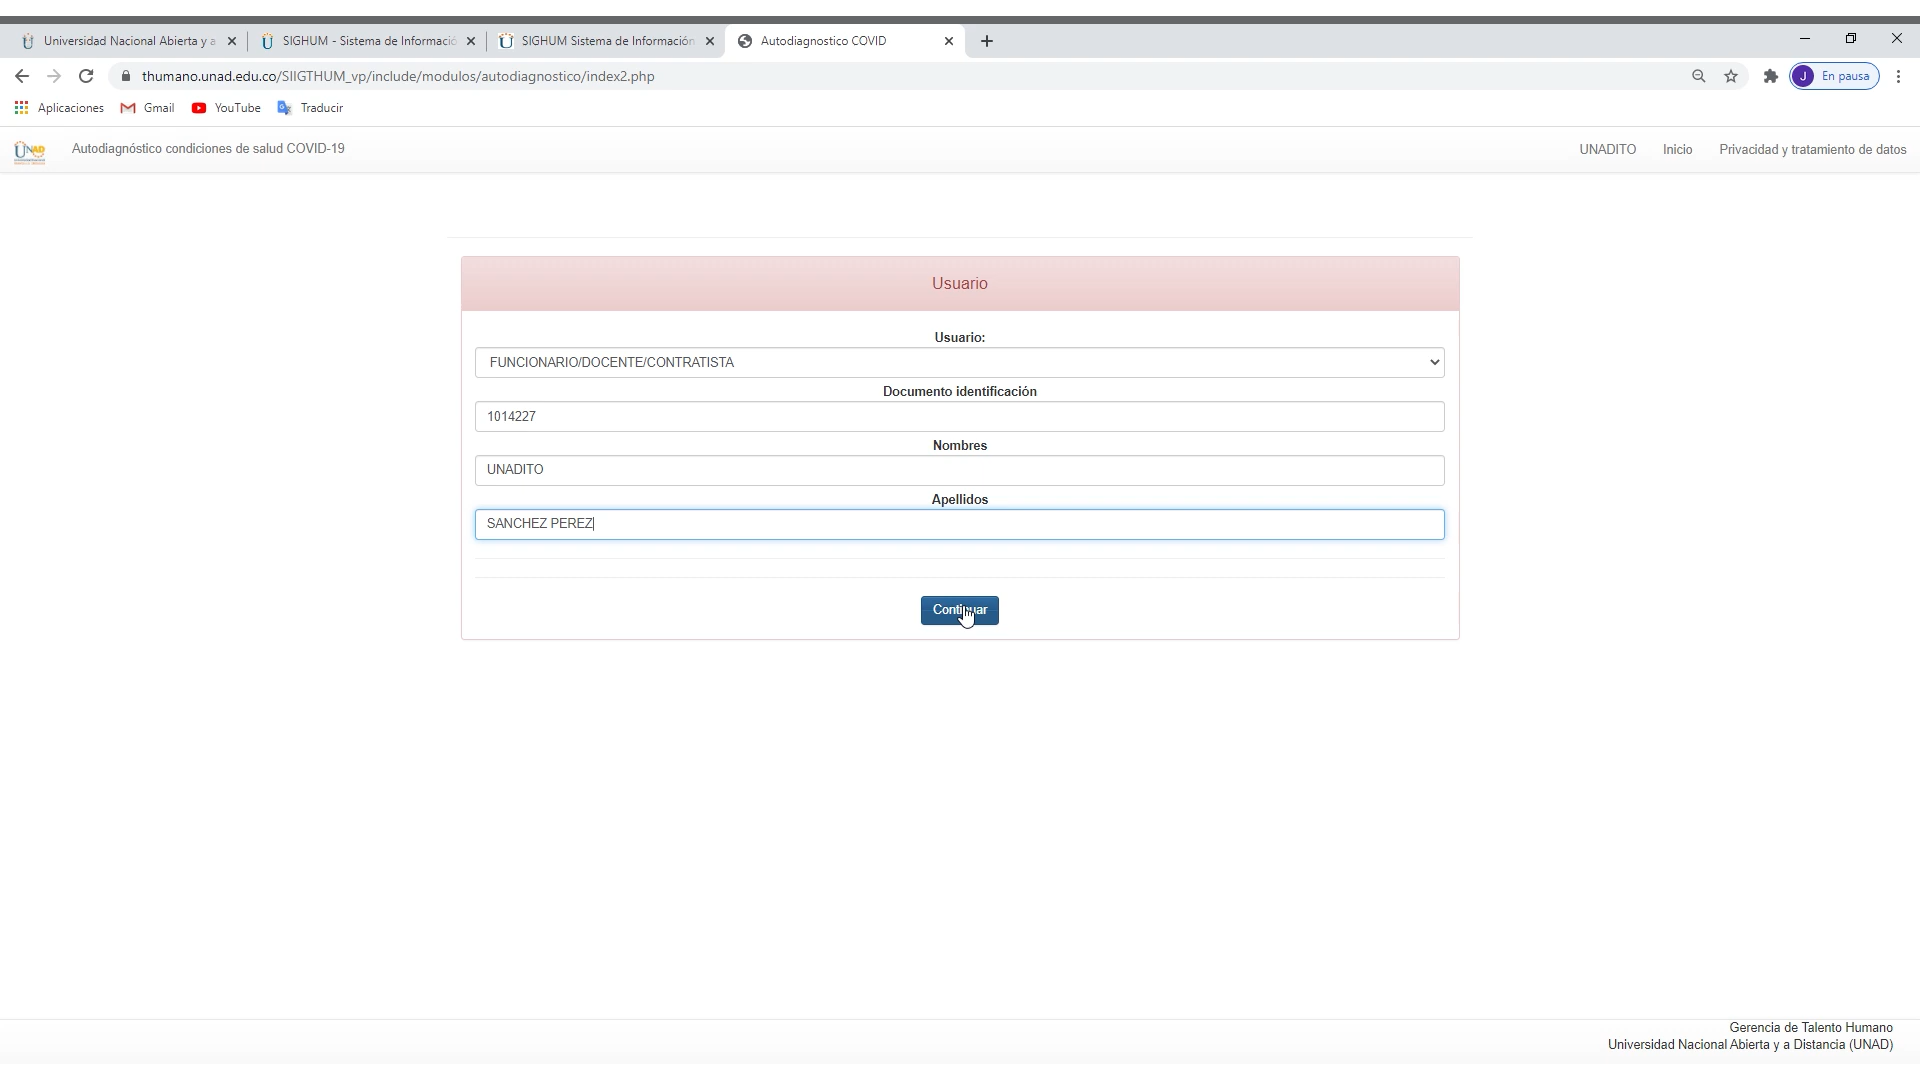 Universidad Nacional Abierta y a
SIGHUM - Sistema de Informació
SIGHUM Sistema de Información
Autodiagnostico COVID
thumano.unad.edu.co/SIIGTHUM_vp/include/modulos/autodiagnostico/index2.php
J En pausa
Aplicaciones
Gmail
YouTube
Traducir
UNAD
Autodiagnóstico condiciones de salud COVID-19
UNADITO
Inicio
Privacidad y tratamiento de datos
Usuario
Usuario:
FUNCIONARIO/DOCENTE/CONTRATISTA
Documento identificación
1014227
Nombres
UNADITO
Apellidos
SANCHEZ PEREZ
Continuar
Gerencia de Talento Humano
Universidad Nacional Abierta y a Distancia (UNAD)